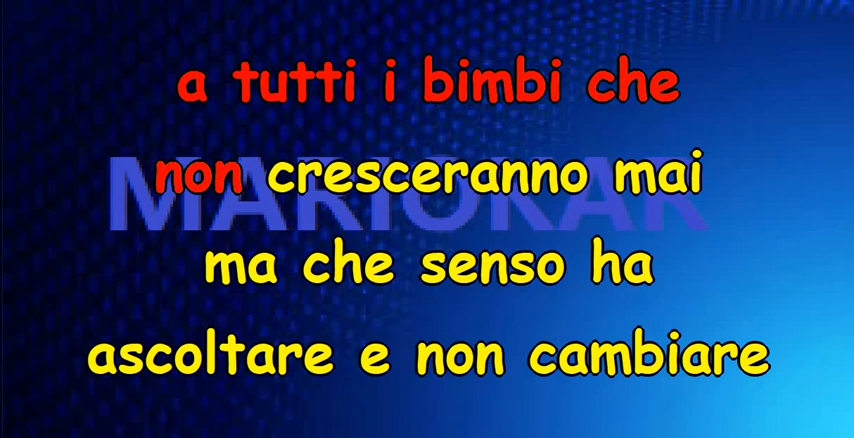 a tutti i bimbi che
non cresceranno mai
MARIOKAR
ma che senso ha
ascoltare e non cambiare